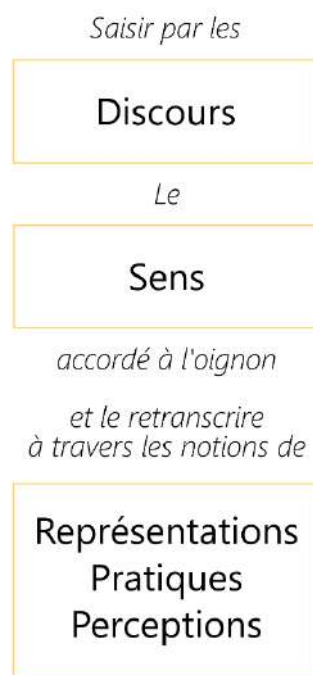 Saisir par les
Discours
Le
Sens
accordé à l'oignon
et le retranscrire
à travers les notions de
Représentations
Pratiques
Perceptions